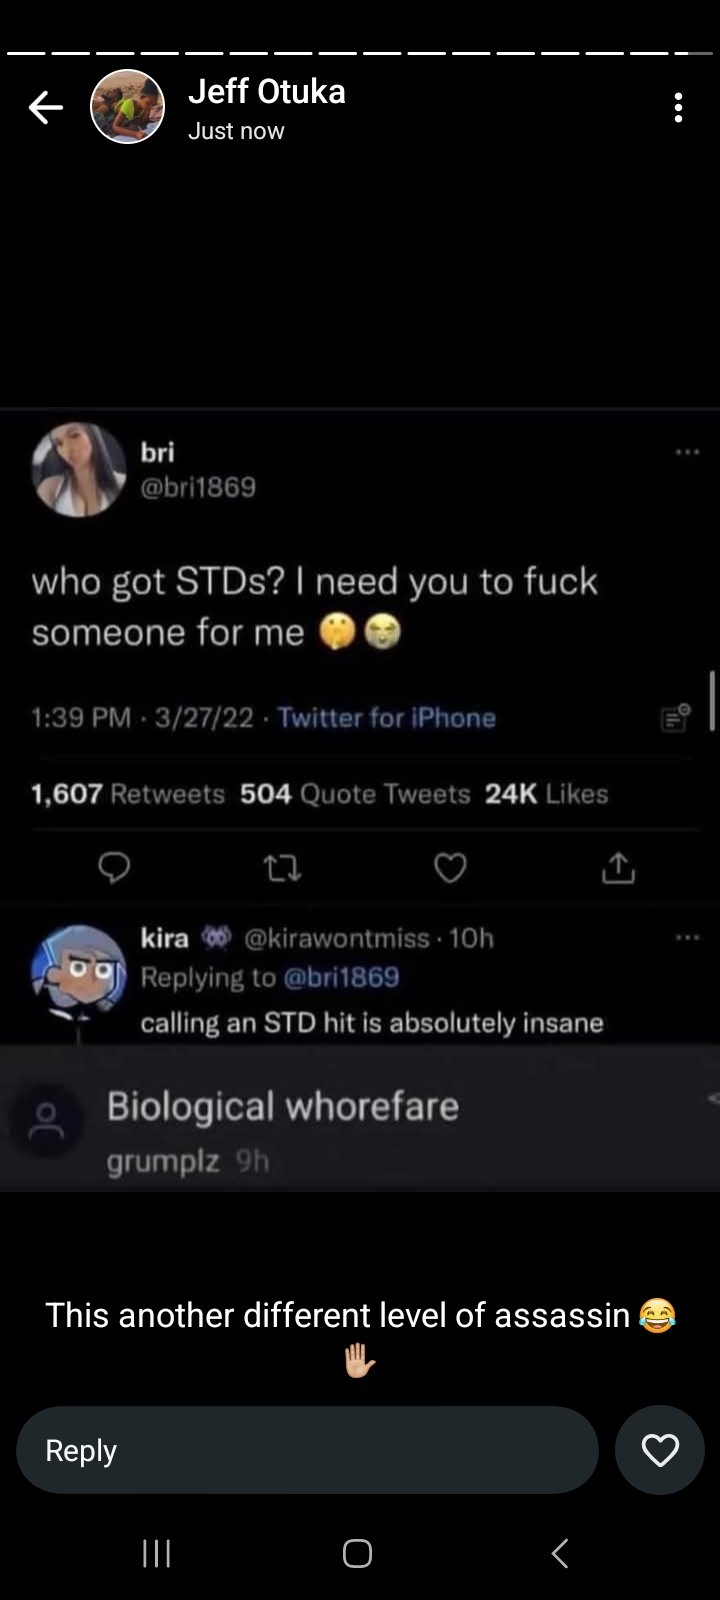 Jeff Otuka
Just now
bri
@bri1869
who got STDs? I need you to fuck
someone for me 🤫😭
1:39 PM · 3/27/22 · Twitter for iPhone
1,607 Retweets 504 Quote Tweets 24K Likes
kira 👾 @kirawontmiss · 10h
Replying to @bri1869
calling an STD hit is absolutely insane
Biological whorefare
grumplz 9h
This another different level of assassin 😂
✋🏼
Reply